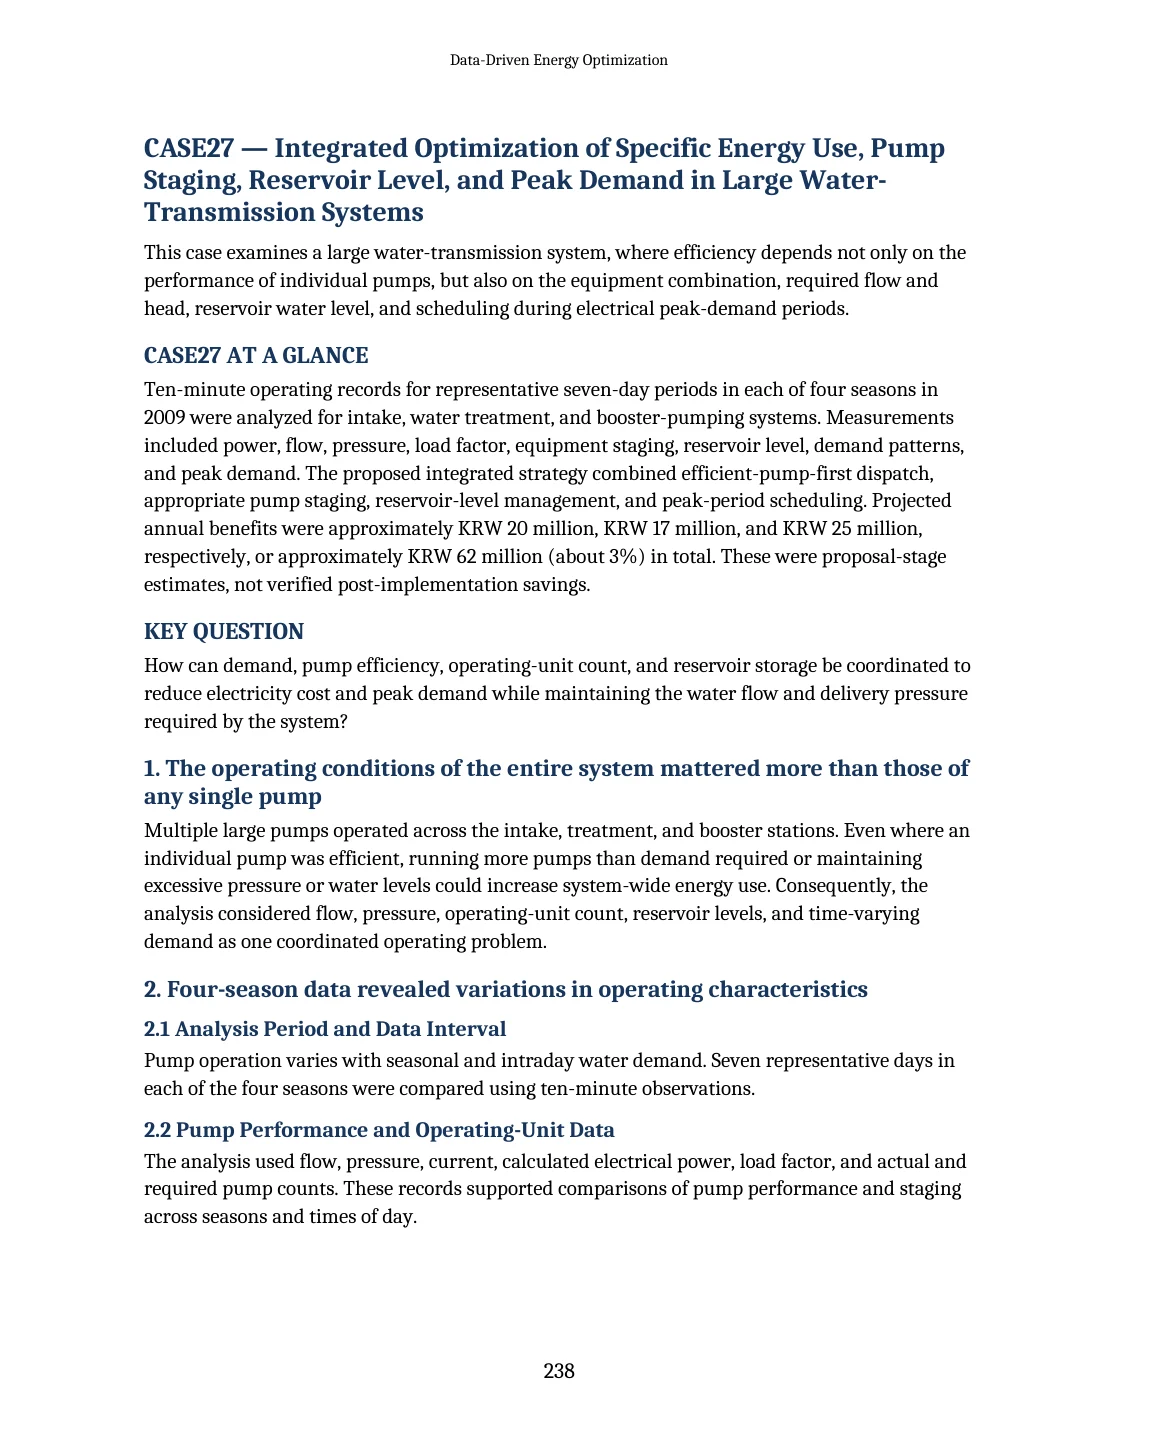 Data-Driven Energy Optimization
CASE27 — Integrated Optimization of Specific Energy Use, Pump
Staging, Reservoir Level, and Peak Demand in Large Water-
Transmission Systems
This case examines a large water-transmission system, where efficiency depends not only on the
performance of individual pumps, but also on the equipment combination, required flow and
head, reservoir water level, and scheduling during electrical peak-demand periods.
CASE27 AT A GLANCE
Ten-minute operating records for representative seven-day periods in each of four seasons in
2009 were analyzed for intake, water treatment, and booster-pumping systems. Measurements
included power, flow, pressure, load factor, equipment staging, reservoir level, demand patterns,
and peak demand. The proposed integrated strategy combined efficient-pump-first dispatch,
appropriate pump staging, reservoir-level management, and peak-period scheduling. Projected
annual benefits were approximately KRW 20 million, KRW 17 million, and KRW 25 million,
respectively, or approximately KRW 62 million (about 3%) in total. These were proposal-stage
estimates, not verified post-implementation savings.
KEY QUESTION
How can demand, pump efficiency, operating-unit count, and reservoir storage be coordinated to
reduce electricity cost and peak demand while maintaining the water flow and delivery pressure
required by the system?
1. The operating conditions of the entire system mattered more than those of
any single pump
Multiple large pumps operated across the intake, treatment, and booster stations. Even where an
individual pump was efficient, running more pumps than demand required or maintaining
excessive pressure or water levels could increase system-wide energy use. Consequently, the
analysis considered flow, pressure, operating-unit count, reservoir levels, and time-varying
demand as one coordinated operating problem.
2. Four-season data revealed variations in operating characteristics
2.1 Analysis Period and Data Interval
Pump operation varies with seasonal and intraday water demand. Seven representative days in
each of the four seasons were compared using ten-minute observations.
2.2 Pump Performance and Operating-Unit Data
The analysis used flow, pressure, current, calculated electrical power, load factor, and actual and
required pump counts. These records supported comparisons of pump performance and staging
across seasons and times of day.
238